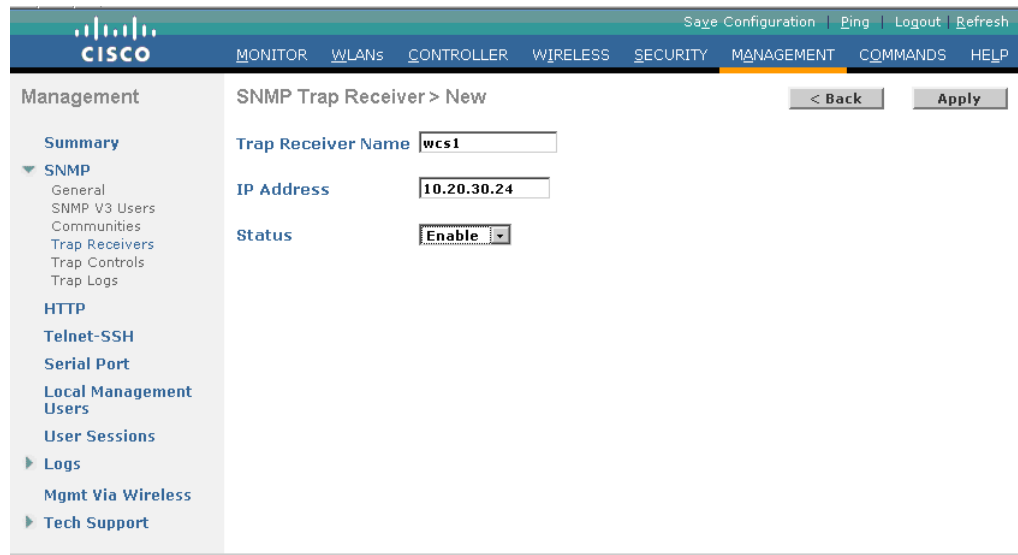 Save Configuration | Ping | Logout | Refresh
CISCO
MONITOR WLANs CONTROLLER WIRELESS SECURITY MANAGEMENT COMMANDS HELP
Management
SNMP Trap Receiver > New
< Back
Apply
Summary
SNMP
General
SNMP V3 Users
Communities
Trap Receivers
Trap Controls
Trap Logs
HTTP
Telnet-SSH
Serial Port
Local Management
Users
User Sessions
Logs
Mgmt Via Wireless
Tech Support
Trap Receiver Name wcs1
IP Address 10.20.30.24
Status Enable